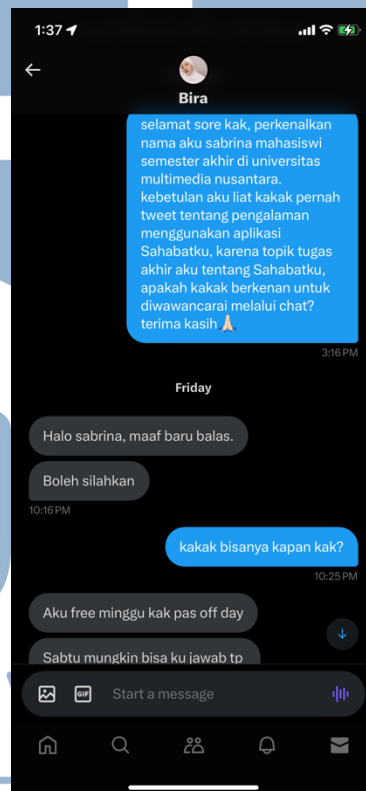 1:37
Bira
selamat sore kak, perkenalkan
nama aku sabrina mahasiswi
semester akhir di universitas
multimedia nusantara.
kebetulan aku liat kakak pernah
tweet tentang pengalaman
menggunakan aplikasi
Sahabatku, karena topik tugas
akhir aku tentang Sahabatku,
apakah kakak berkenan untuk
diwawancarai melalui chat?
terima kasih🙏🏻
3:16 PM
Friday
Halo sabrina, maaf baru balas.
Boleh silahkan
10:16 PM
kakak bisanya kapan kak?
10:25 PM
Aku free minggu kak pas off day
Sabtu mungkin bisa ku jawab tp
GIF
Start a message